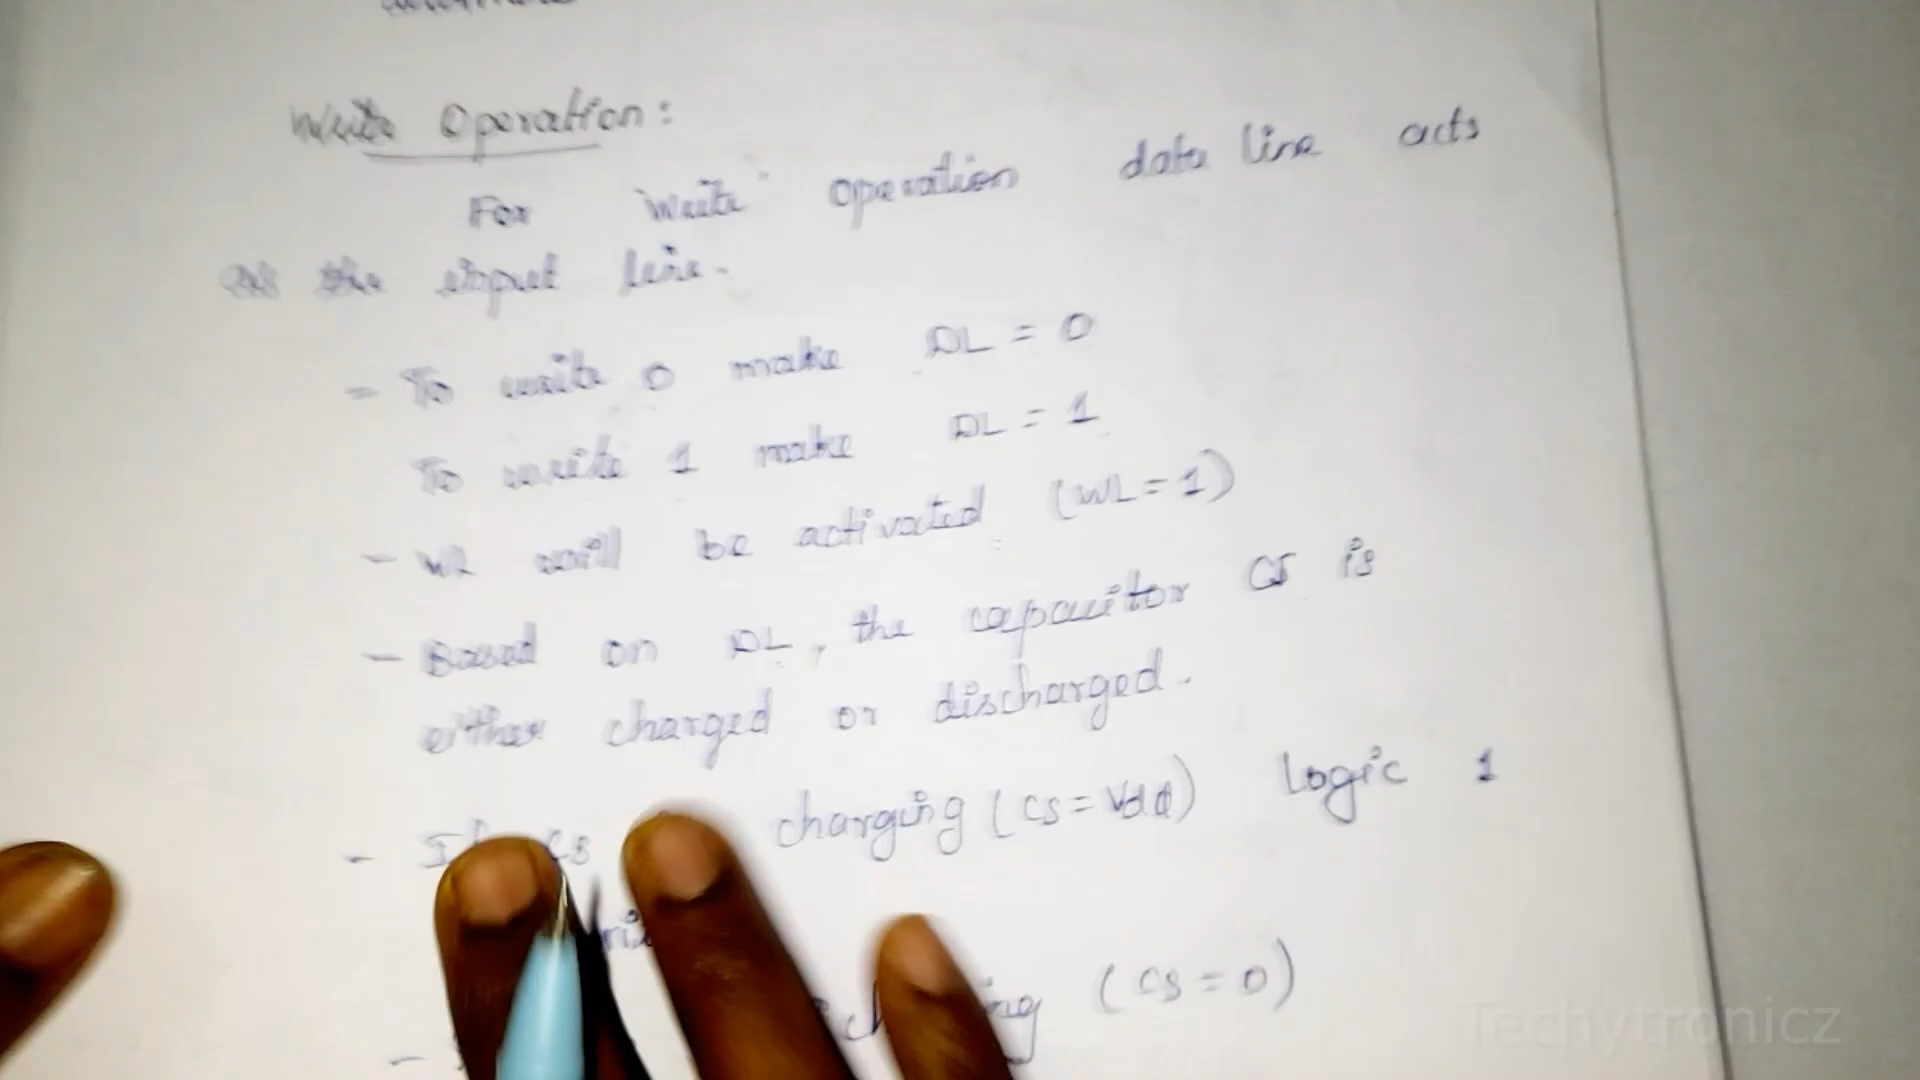 Write Operation:
For 'Write' operation data line acts
as the input line.
- To write 0 make DL = 0
To write 1 make DL = 1
- WL will be activated (WL = 1)
- Based on DL, the capacitor CS is
either charged or discharged.
- If CS charging (CS = Vdd) Logic 1
(CS = 0)
Techytronicz